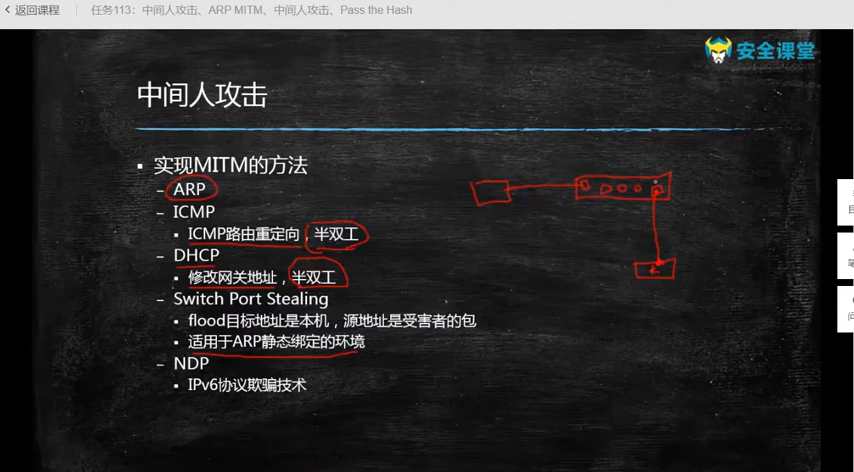 返回课程
任务113：中间人攻击、ARP MITM、中间人攻击、Pass the Hash
安全课堂
中间人攻击
实现MITM的方法
– ARP
– ICMP
ICMP路由重定向，半双工
– DHCP
修改网关地址，半双工
– Switch Port Stealing
flood目标地址是本机，源地址是受害者的包
适用于ARP静态绑定的环境
– NDP
IPv6协议欺骗技术